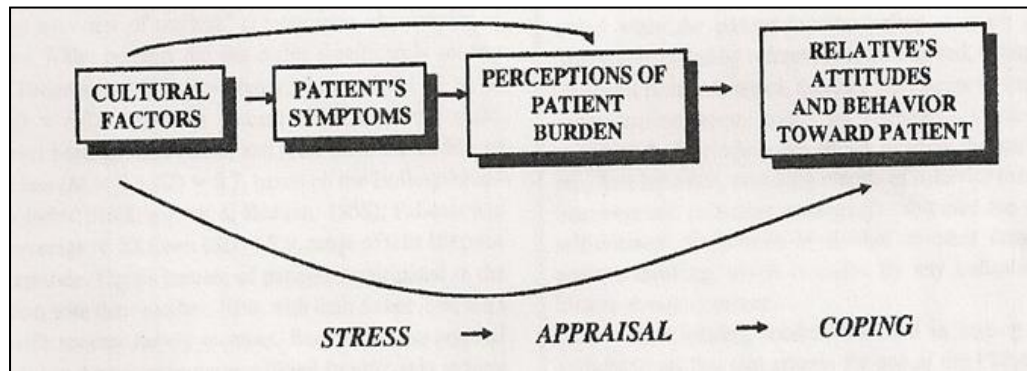 CULTURAL
FACTORS
PATIENT'S
SYMPTOMS
PERCEPTIONS OF
PATIENT
BURDEN
RELATIVE'S
ATTITUDES
AND BEHAVIOR
TOWARD PATIENT
STRESS → APPRAISAL → COPING